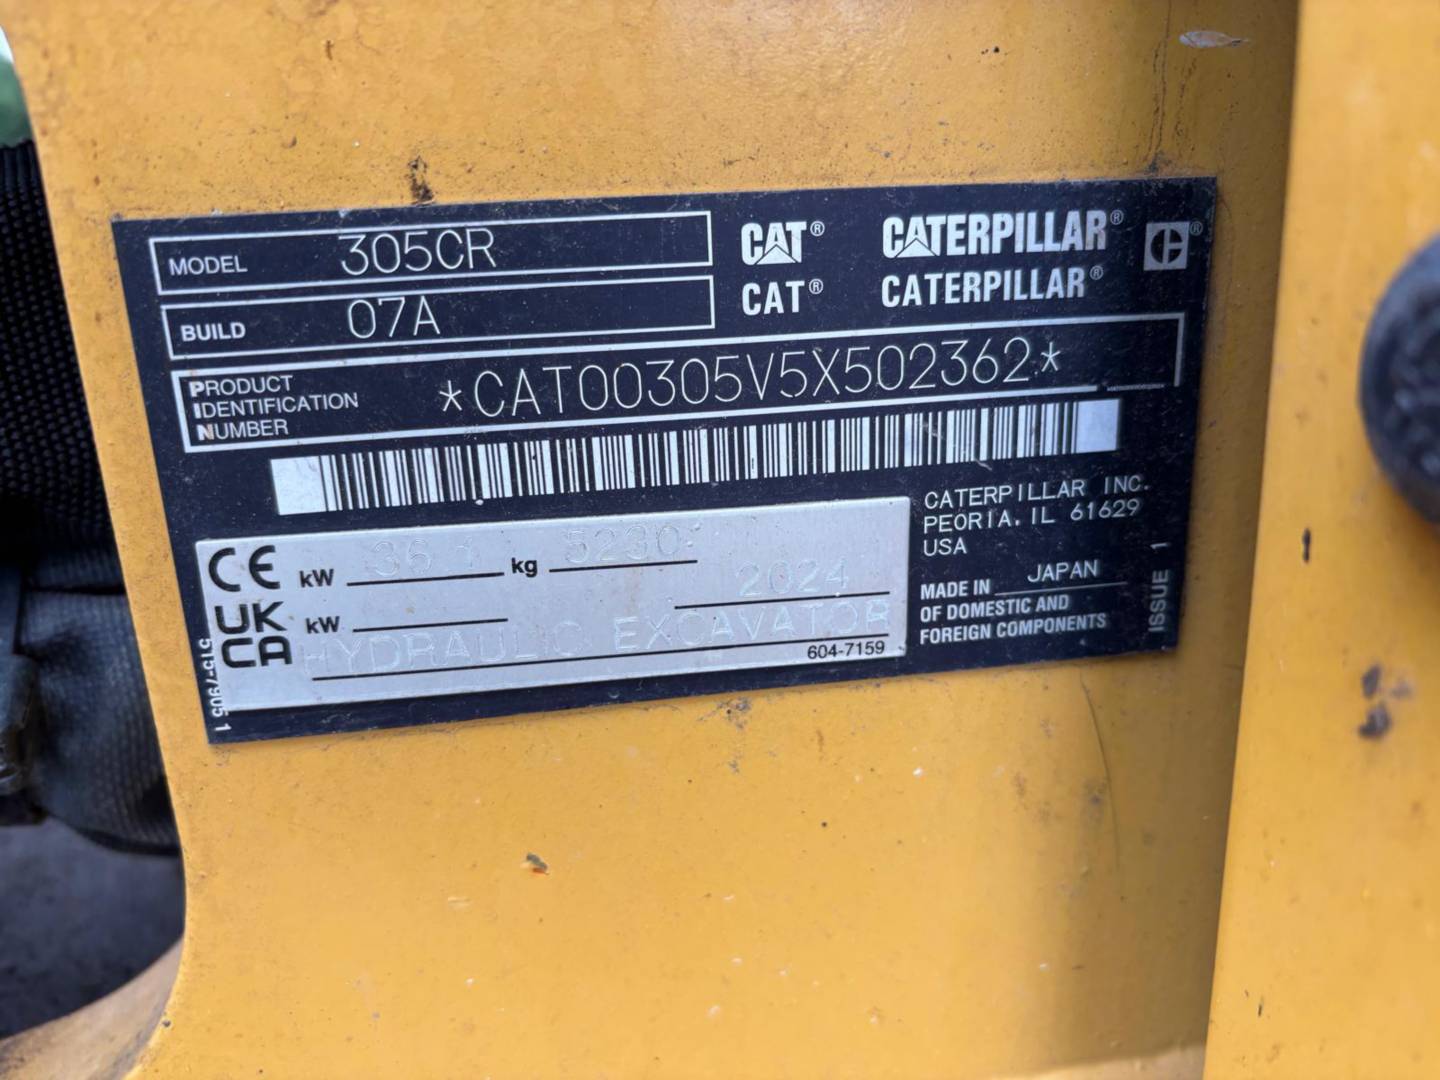 MODEL 305CR
BUILD 07A
CAT® CATERPILLAR® ®
CAT® CATERPILLAR®
PRODUCT
IDENTIFICATION
NUMBER
*CAT00305V5X502362*
CATERPILLAR INC.
PEORIA, IL 61629
USA
MADE IN JAPAN
OF DOMESTIC AND
FOREIGN COMPONENTS
ISSUE 1
CE kW 36.1 kg 5230
UK
CA kW 2024
HYDRAULIC EXCAVATOR
604-7159
515-7905 1